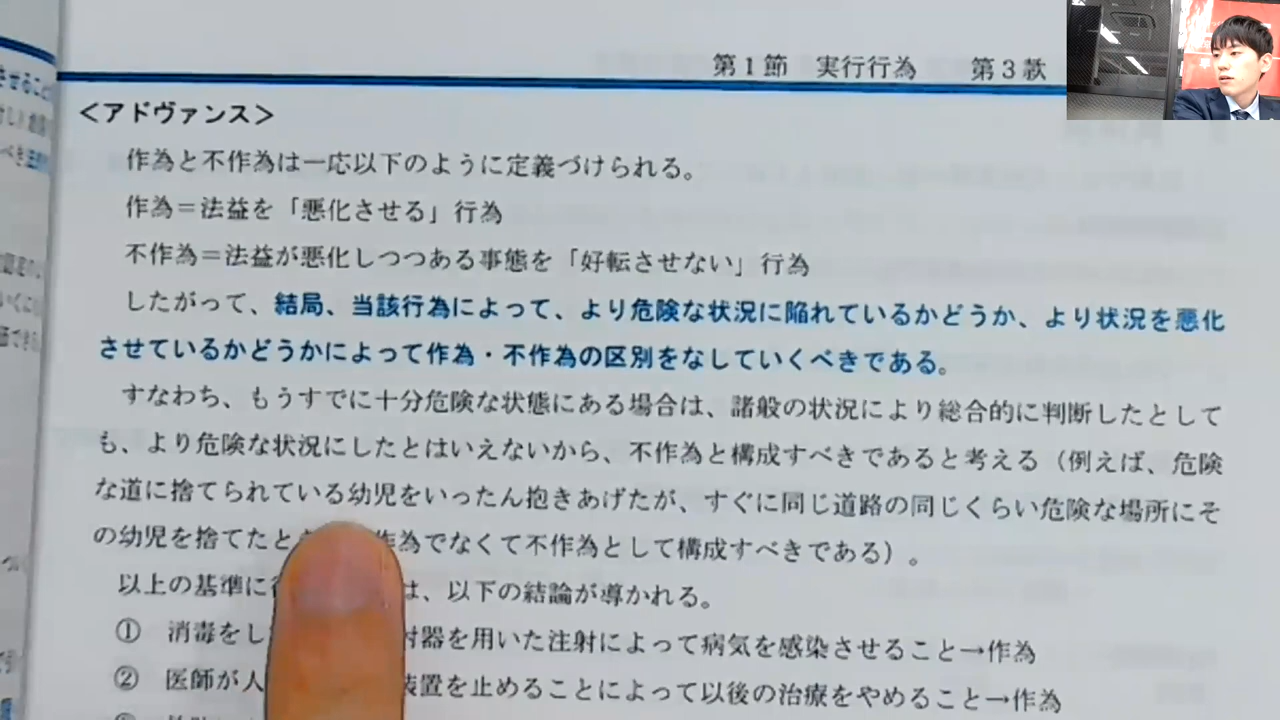 第1節 実行行為 第3款
＜アドヴァンス＞
作為と不作為は一応以下のように定義づけられる。
作為＝法益を「悪化させる」行為
不作為＝法益が悪化しつつある事態を「好転させない」行為
したがって、結局、当該行為によって、より危険な状況に陥れているかどうか、より状況を悪化
させているかどうかによって作為・不作為の区別をなしていくべきである。
すなわち、もうすでに十分危険な状態にある場合は、諸般の状況により総合的に判断したとして
も、より危険な状況にしたとはいえないから、不作為と構成すべきであると考える（例えば、危険
な道に捨てられている幼児をいったん抱きあげたが、すぐに同じ道路の同じくらい危険な場所にそ
の幼児を捨てたと 作為でなくて不作為として構成すべきである）。
以上の基準に は、以下の結論が導かれる。
① 消毒をし 射器を用いた注射によって病気を感染させること→作為
② 医師が人 装置を止めることによって以後の治療をやめること→作為